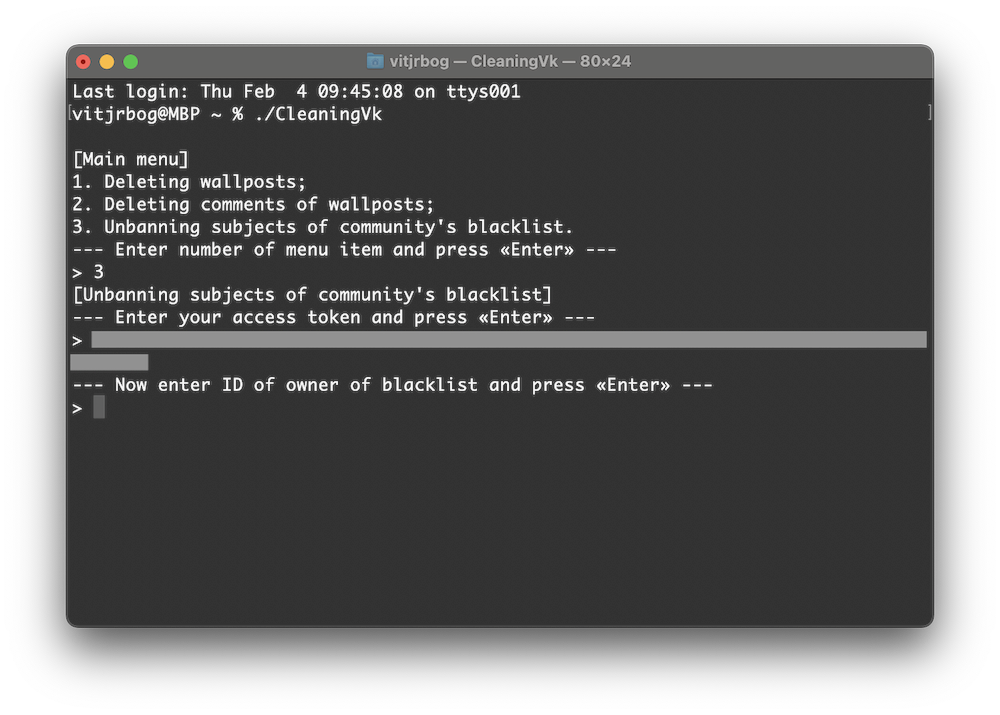 vitjrbog — CleaningVk — 80×24
Last login: Thu Feb  4 09:45:08 on ttys001
[vitjrbog@MBP ~ % ./CleaningVk ]
[Main menu]
1. Deleting wallposts;
2. Deleting comments of wallposts;
3. Unbanning subjects of community's blacklist.
--- Enter number of menu item and press «Enter» ---
> 3
[Unbanning subjects of community's blacklist]
--- Enter your access token and press «Enter» ---
>
--- Now enter ID of owner of blacklist and press «Enter» ---
>